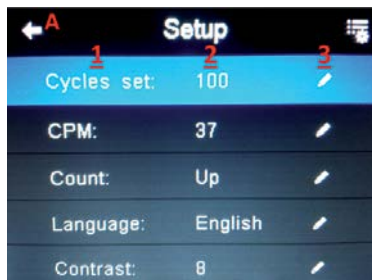 A Setup
1 2 3
Cycles set: 100
CPM: 37
Count: Up
Language: English
Contrast: 8